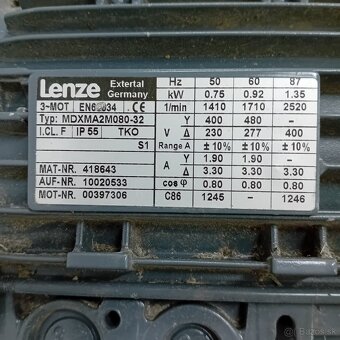 Lenze Extertal Germany
Hz 50 60 87
kW 0.75 0.92 1.35
3~MOT 1/min 1410 1710 2520
Typ: MDXMA2M080-32 Y 400 480 –
I.CL. F IP 55 TKO V Δ 230 277 400
S1 Range A ± 10% ± 10% ± 10%
Y 1.90 1.90 –
MAT-NR. 418643 A Δ 3.30 3.30 3.30
AUF-NR. 10020533 cos φ 0.80 0.80 0.80
MOT-NR. 00397306 C86 1245 – 1246
© bazos.sk